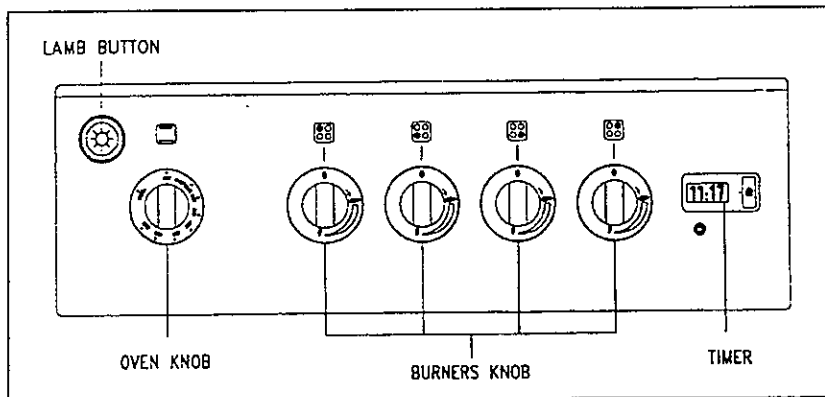 LAMB BUTTON
11:17
OVEN KNOB
BURNERS KNOB
TIMER